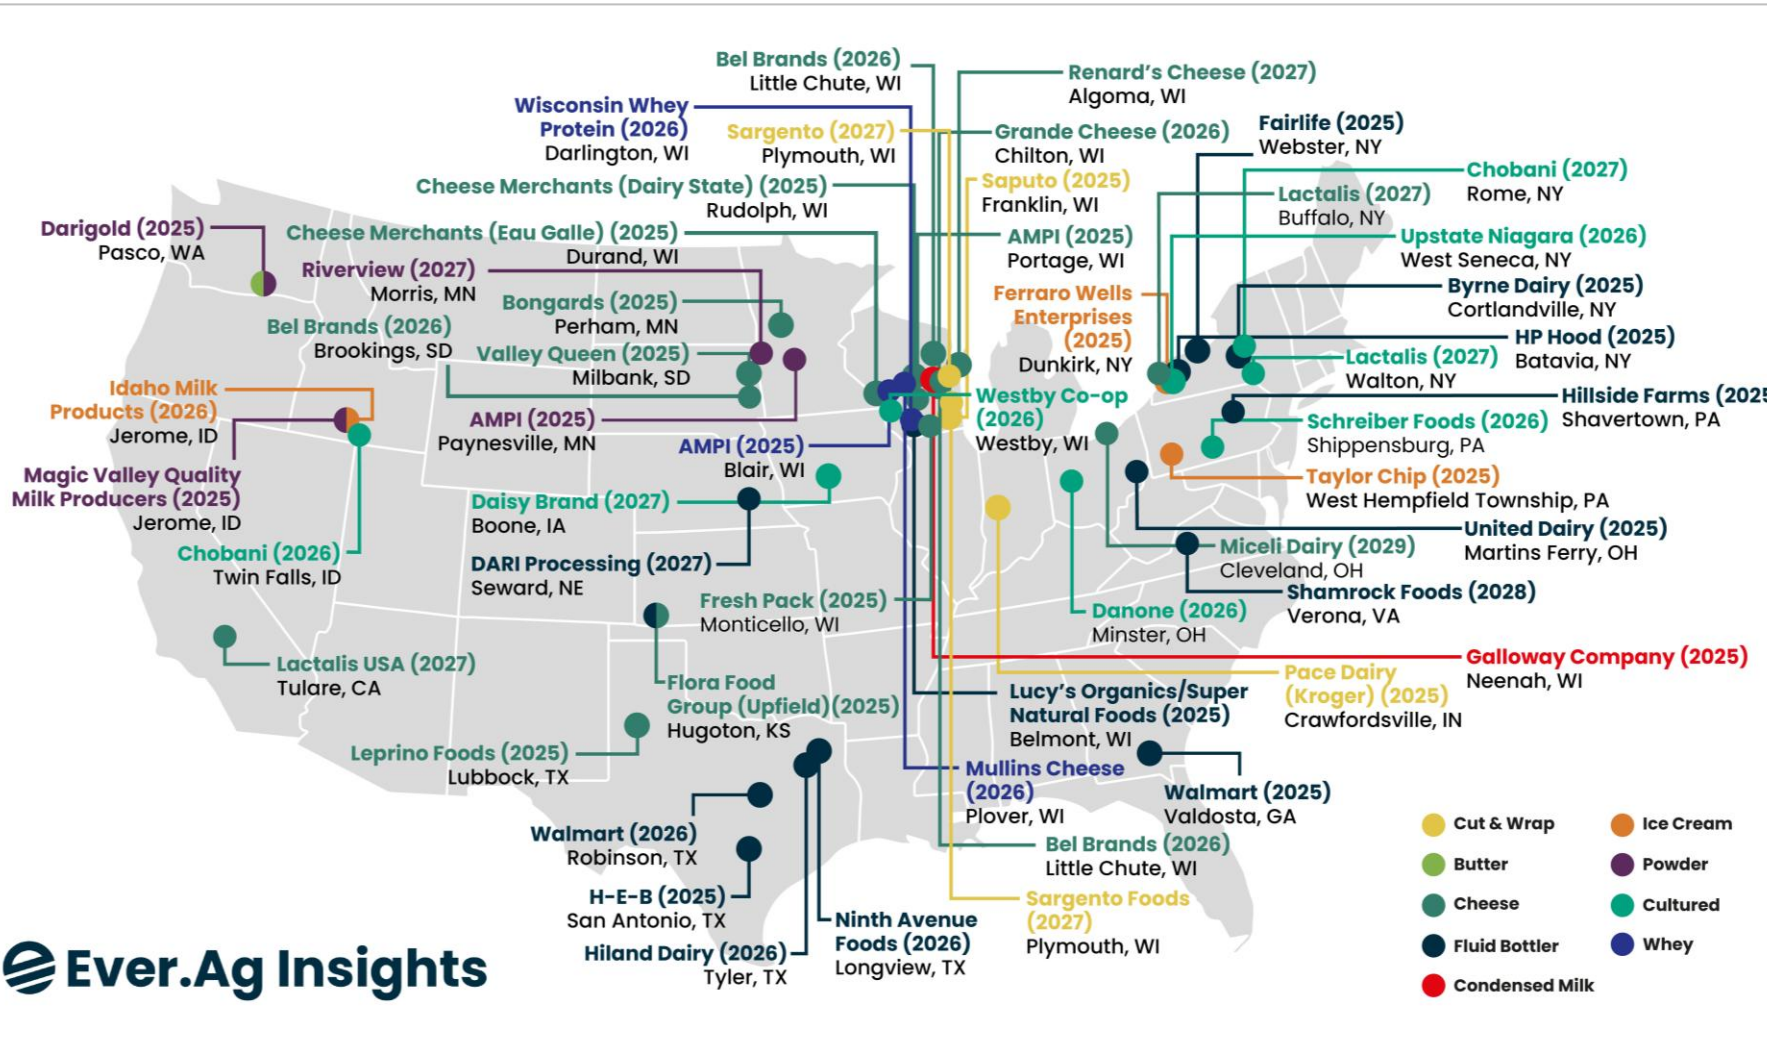 Bel Brands (2026)
Little Chute, WI
Renard's Cheese (2027)
Algoma, WI
Wisconsin Whey
Protein (2026)
Darlington, WI
Sargento (2027)
Plymouth, WI
Grande Cheese (2026)
Chilton, WI
Fairlife (2025)
Webster, NY
Chobani (2027)
Rome, NY
Cheese Merchants (Dairy State) (2025)
Rudolph, WI
Saputo (2025)
Franklin, WI
Lactalis (2027)
Buffalo, NY
Darigold (2025)
Pasco, WA
Cheese Merchants (Eau Galle) (2025)
Durand, WI
AMPI (2025)
Portage, WI
Upstate Niagara (2026)
West Seneca, NY
Riverview (2027)
Morris, MN
Bongards (2025)
Perham, MN
Ferraro Wells
Enterprises
(2025)
Dunkirk, NY
Byrne Dairy (2025)
Cortlandville, NY
Bel Brands (2026)
Brookings, SD
Valley Queen (2025)
Milbank, SD
HP Hood (2025)
Batavia, NY
Lactalis (2027)
Walton, NY
Idaho Milk
Products (2026)
Jerome, ID
AMPI (2025)
Paynesville, MN
Westby Co-op
(2026)
Westby, WI
Hillside Farms (2025
Shavertown, PA
Schreiber Foods (2026)
Shippensburg, PA
AMPI (2025)
Blair, WI
Magic Valley Quality
Milk Producers (2025)
Jerome, ID
Taylor Chip (2025)
West Hempfield Township, PA
Daisy Brand (2027)
Boone, IA
United Dairy (2025)
Martins Ferry, OH
Chobani (2026)
Twin Falls, ID
DARI Processing (2027)
Seward, NE
Miceli Dairy (2029)
Cleveland, OH
Shamrock Foods (2028)
Verona, VA
Fresh Pack (2025)
Monticello, WI
Danone (2026)
Minster, OH
Lactalis USA (2027)
Tulare, CA
Galloway Company (2025)
Neenah, WI
Flora Food
Group (Upfield)(2025)
Hugoton, KS
Lucy's Organics/Super
Natural Foods (2025)
Belmont, WI
Pace Dairy
(Kroger) (2025)
Crawfordsville, IN
Leprino Foods (2025)
Lubbock, TX
Mullins Cheese
(2026)
Plover, WI
Walmart (2025)
Valdosta, GA
Walmart (2026)
Robinson, TX
Bel Brands (2026)
Little Chute, WI
H-E-B (2025)
San Antonio, TX
Sargento Foods
(2027)
Plymouth, WI
Hiland Dairy (2026)
Tyler, TX
Ninth Avenue
Foods (2026)
Longview, TX
Cut & Wrap
Ice Cream
Butter
Powder
Cheese
Cultured
Fluid Bottler
Whey
Condensed Milk
Ever.Ag Insights